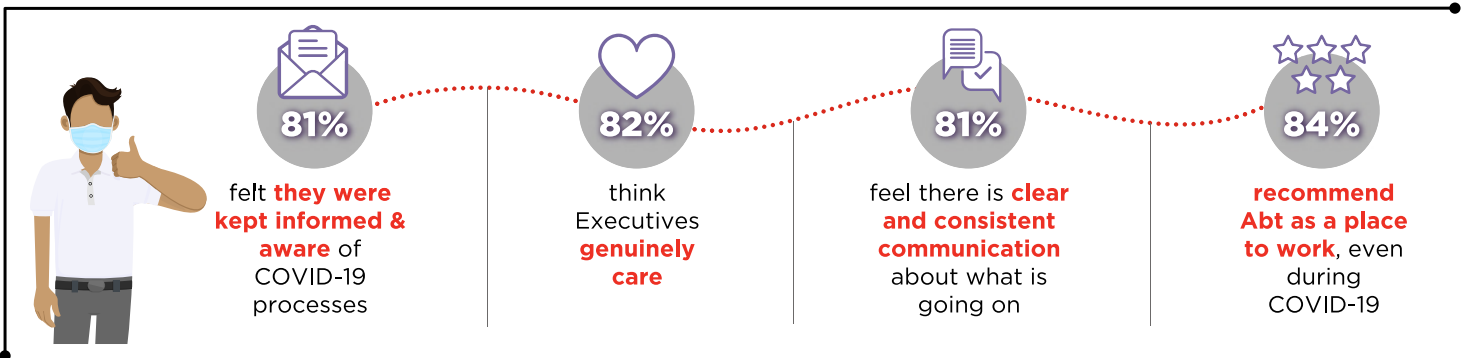 81%
felt they were
kept informed &
aware of
COVID-19
processes
82%
think
Executives
genuinely
care
81%
feel there is clear
and consistent
communication
about what is
going on
84%
recommend
Abt as a place
to work, even
during
COVID-19